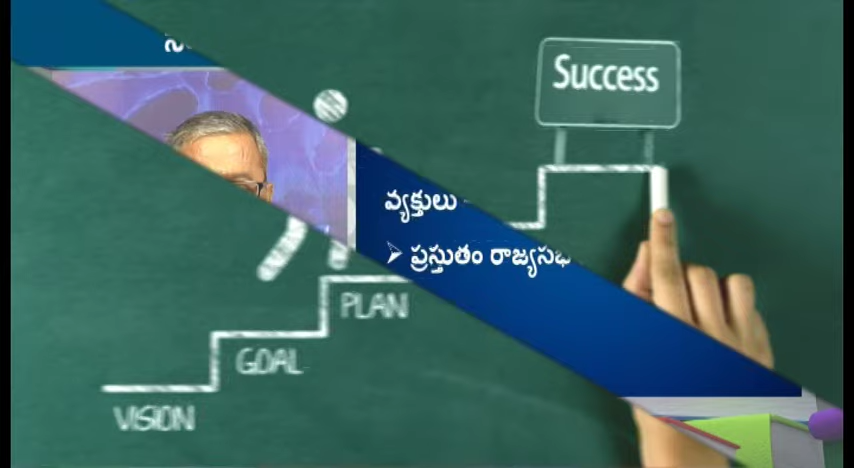 Success
వ్యక్తులు -
➢ ప్రస్తుతం రాజ్యసభ
PLAN
GOAL
VISION